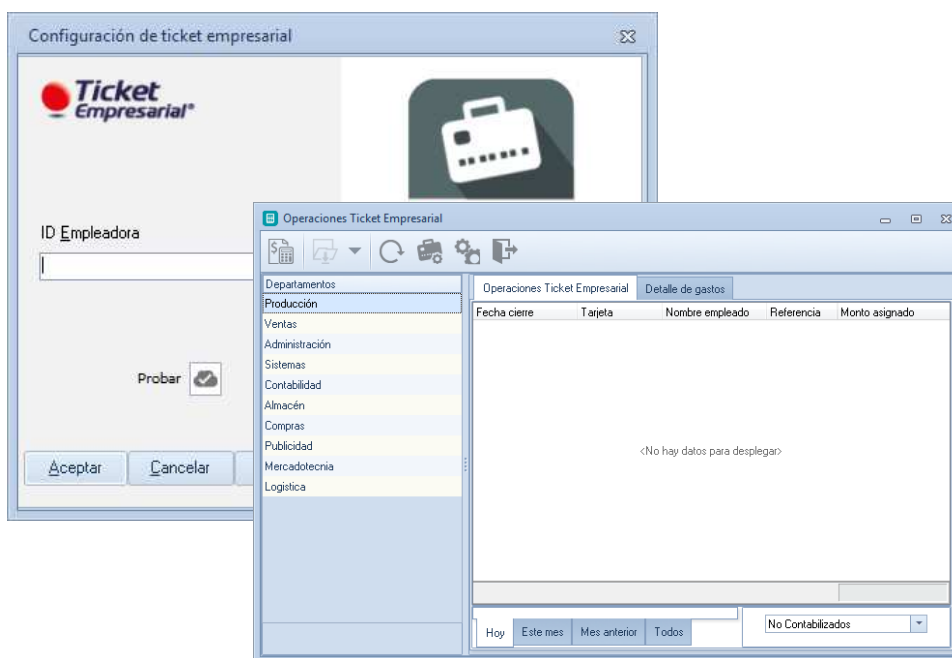 Configuración de ticket empresarial
Ticket
Empresarial®
ID Empleadora
Probar
Aceptar
Cancelar
Operaciones Ticket Empresarial
Departamentos
Producción
Ventas
Administración
Sistemas
Contabilidad
Almacén
Compras
Publicidad
Mercadotecnia
Logistica
Operaciones Ticket Empresarial
Detalle de gastos
Fecha cierre Tarjeta Nombre empleado Referencia Monto asignado
<No hay datos para desplegar>
Hoy Este mes Mes anterior Todos
No Contabilizados